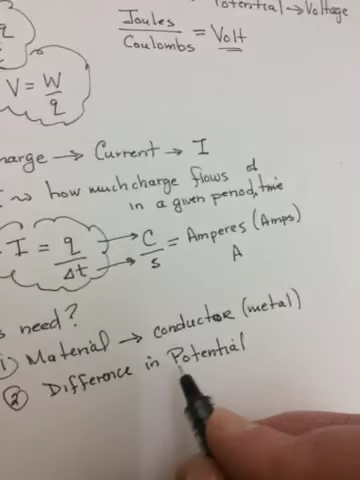 Potential → Voltage
Joules
Coulombs = Volt
q
V = W
q
harge → Current → I
I ~> how much charge flows of
in a given period, time
I = q → C = Amperes (Amps)
Δt → s
A
s need?
1) Material → conductor (metal)
2) Difference in Potential